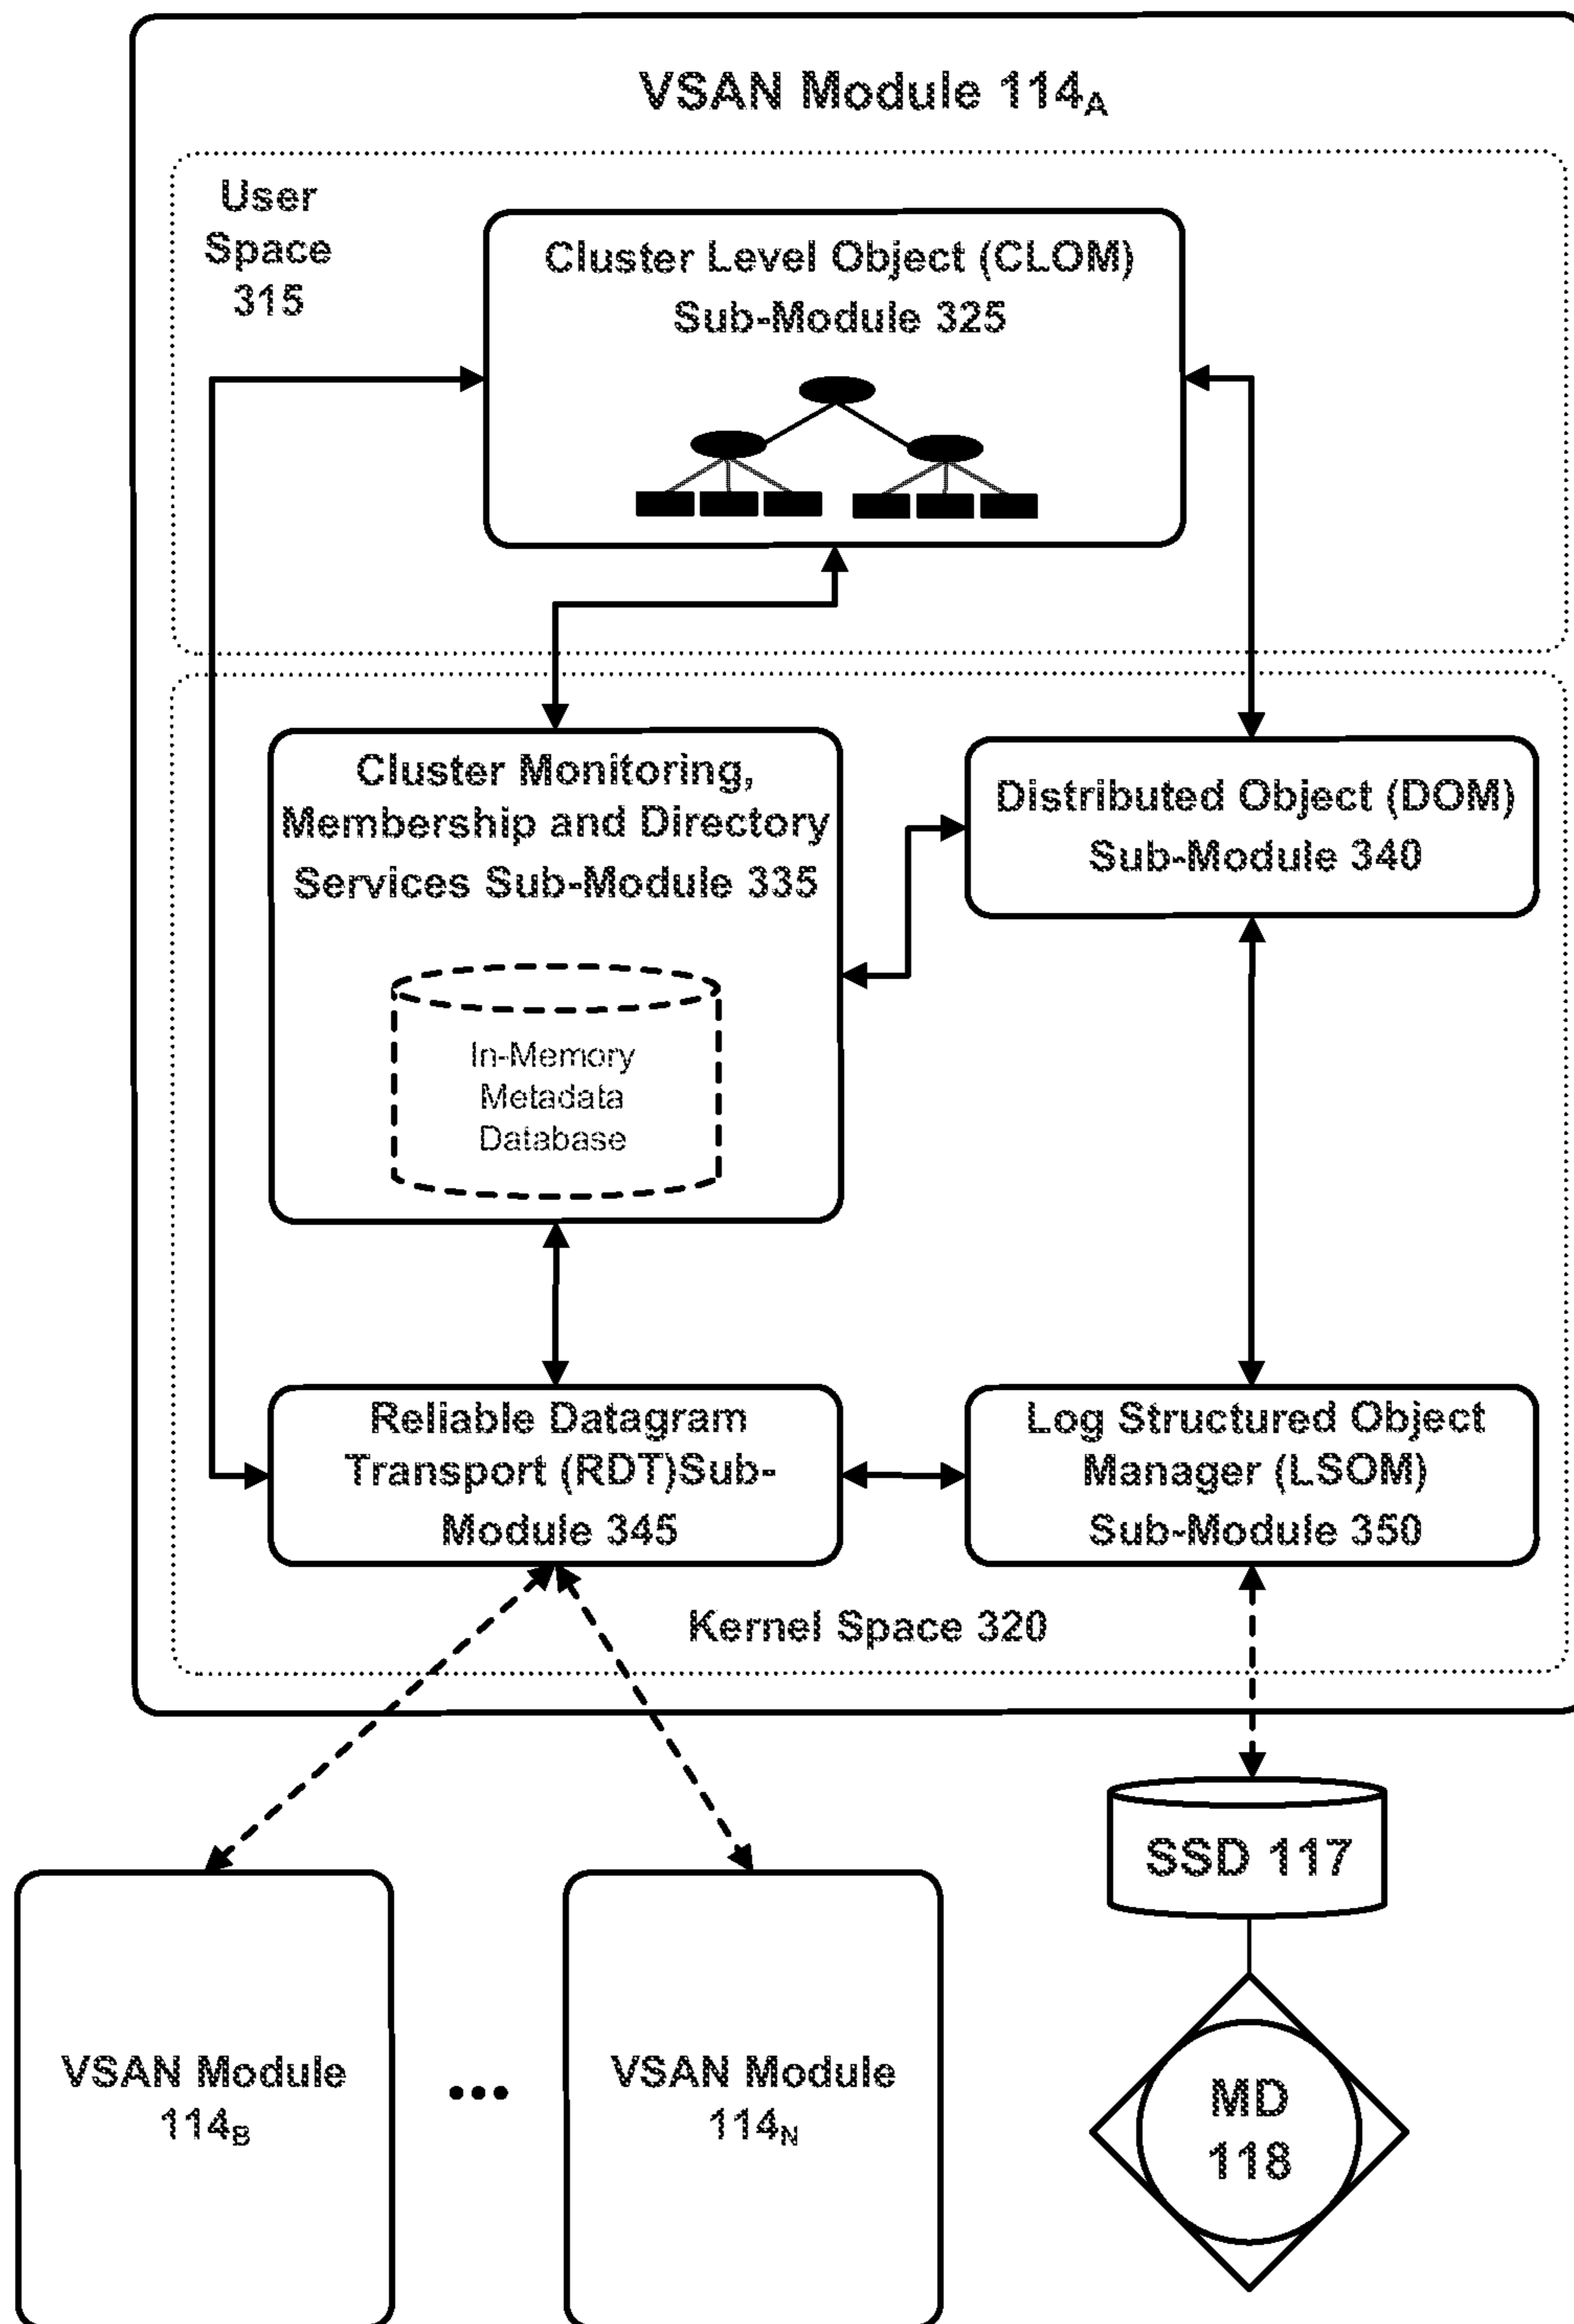 VSAN Module 114A
User
Space
315
Cluster Level Object (CLOM)
Sub-Module 325
Cluster Monitoring,
Membership and Directory
Services Sub-Module 335
In-Memory
Metadata
Database
Distributed Object (DOM)
Sub-Module 340
Reliable Datagram
Transport (RDT)Sub-
Module 345
Log Structured Object
Manager (LSOM)
Sub-Module 350
Kernel Space 320
SSD 117
VSAN Module
114B
•••
VSAN Module
114N
MD
118